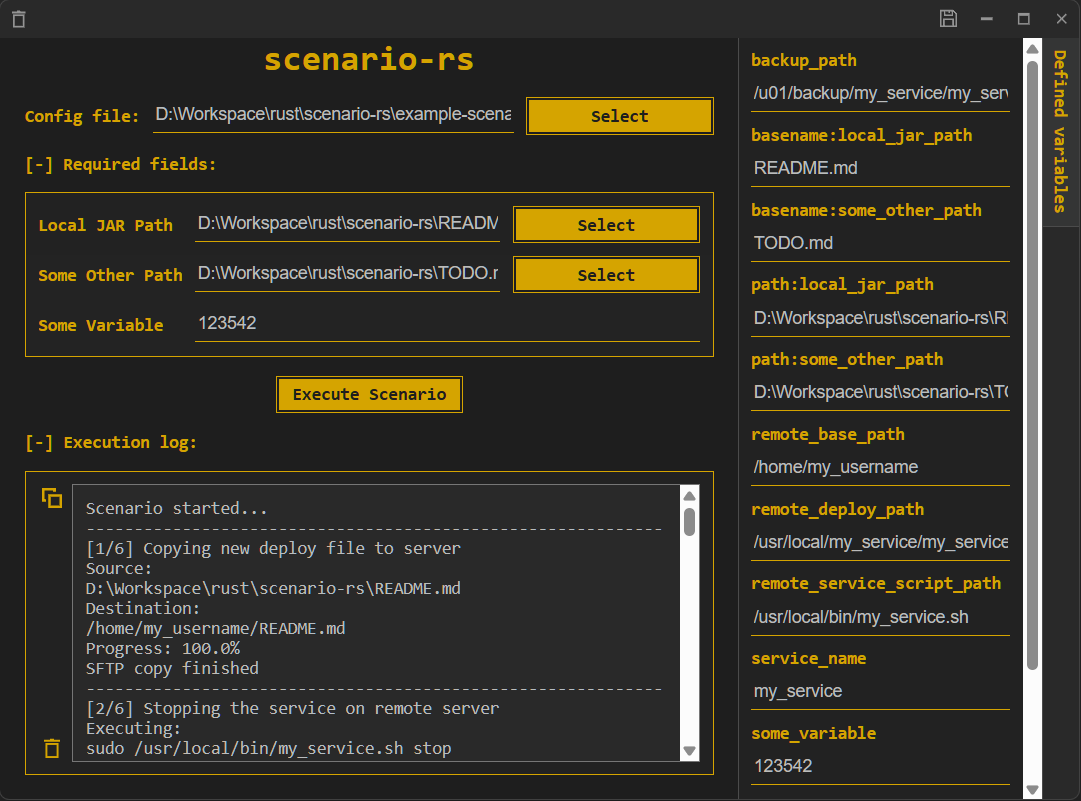 scenario-rs
Config file: D:\Workspace\rust\scenario-rs\example-scena Select
[-] Required fields:
Local JAR Path D:\Workspace\rust\scenario-rs\READM Select
Some Other Path D:\Workspace\rust\scenario-rs\TODO.r Select
Some Variable 123542
Execute Scenario
[-] Execution log:
Scenario started...
------------------------------------------------------------
[1/6] Copying new deploy file to server
Source:
D:\Workspace\rust\scenario-rs\README.md
Destination:
/home/my_username/README.md
Progress: 100.0%
SFTP copy finished
------------------------------------------------------------
[2/6] Stopping the service on remote server
Executing:
sudo /usr/local/bin/my_service.sh stop
backup_path
/u01/backup/my_service/my_serv
basename:local_jar_path
README.md
basename:some_other_path
TODO.md
path:local_jar_path
D:\Workspace\rust\scenario-rs\RI
path:some_other_path
D:\Workspace\rust\scenario-rs\TC
remote_base_path
/home/my_username
remote_deploy_path
/usr/local/my_service/my_service
remote_service_script_path
/usr/local/bin/my_service.sh
service_name
my_service
some_variable
123542
Defined variables